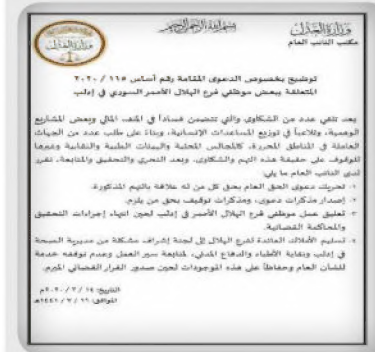 بسم الله الرحمن الرحيم
وزارة العدل
مكتب النائب العام
توضيح بخصوص الدعوى المقامة رقم أساس ١١٥ / ٢٠٢٠
المتعلقة ببعض موظفي فرع الهلال الأحمر السوري في إدلب
بعد تلقي عدد من الشكاوى والتي تتضمن فساداً في الملف المالي وبعض المشاريع
الوهمية، وتلاعباً في توزيع المساعدات الإنسانية، وبناءً على طلب عدد من الجهات
العاملة في المناطق المحررة، كالمجالس المحلية والهيئات الطبية والنقابية وغيرها
للوقوف على حقيقة هذه التهم والشكاوى، وبعد التحري والتحقيق والمتابعة، تقرر
لدى النائب العام ما يلي:
١ تحريك دعوى الحق العام بحق كل من له علاقة بالتهم المذكورة.
٢ إصدار مذكرات دعوى، ومذكرات توقيف بحق من يلزم.
٣ تعليق عمل موظفي فرع الهلال الأحمر في إدلب لحين انتهاء إجراءات التحقيق
والمحاكمة القضائية.
٤ تسليم الأملاك العائدة لفرع الهلال إلى لجنة إشراف مشكلة من مديرية الصحة
في إدلب ونقابة الأطباء والدفاع المدني، لمتابعة سير العمل وعدم توقفه خدمة
للشأن العام وحفاظاً على هذه الموجودات لحين صدور القرار القضائي المبرم.
التاريخ: ١٤ / ٣ / ٢٠٢٠م
الموافق: ١٩ / ٧ / ١٤٤١هـ